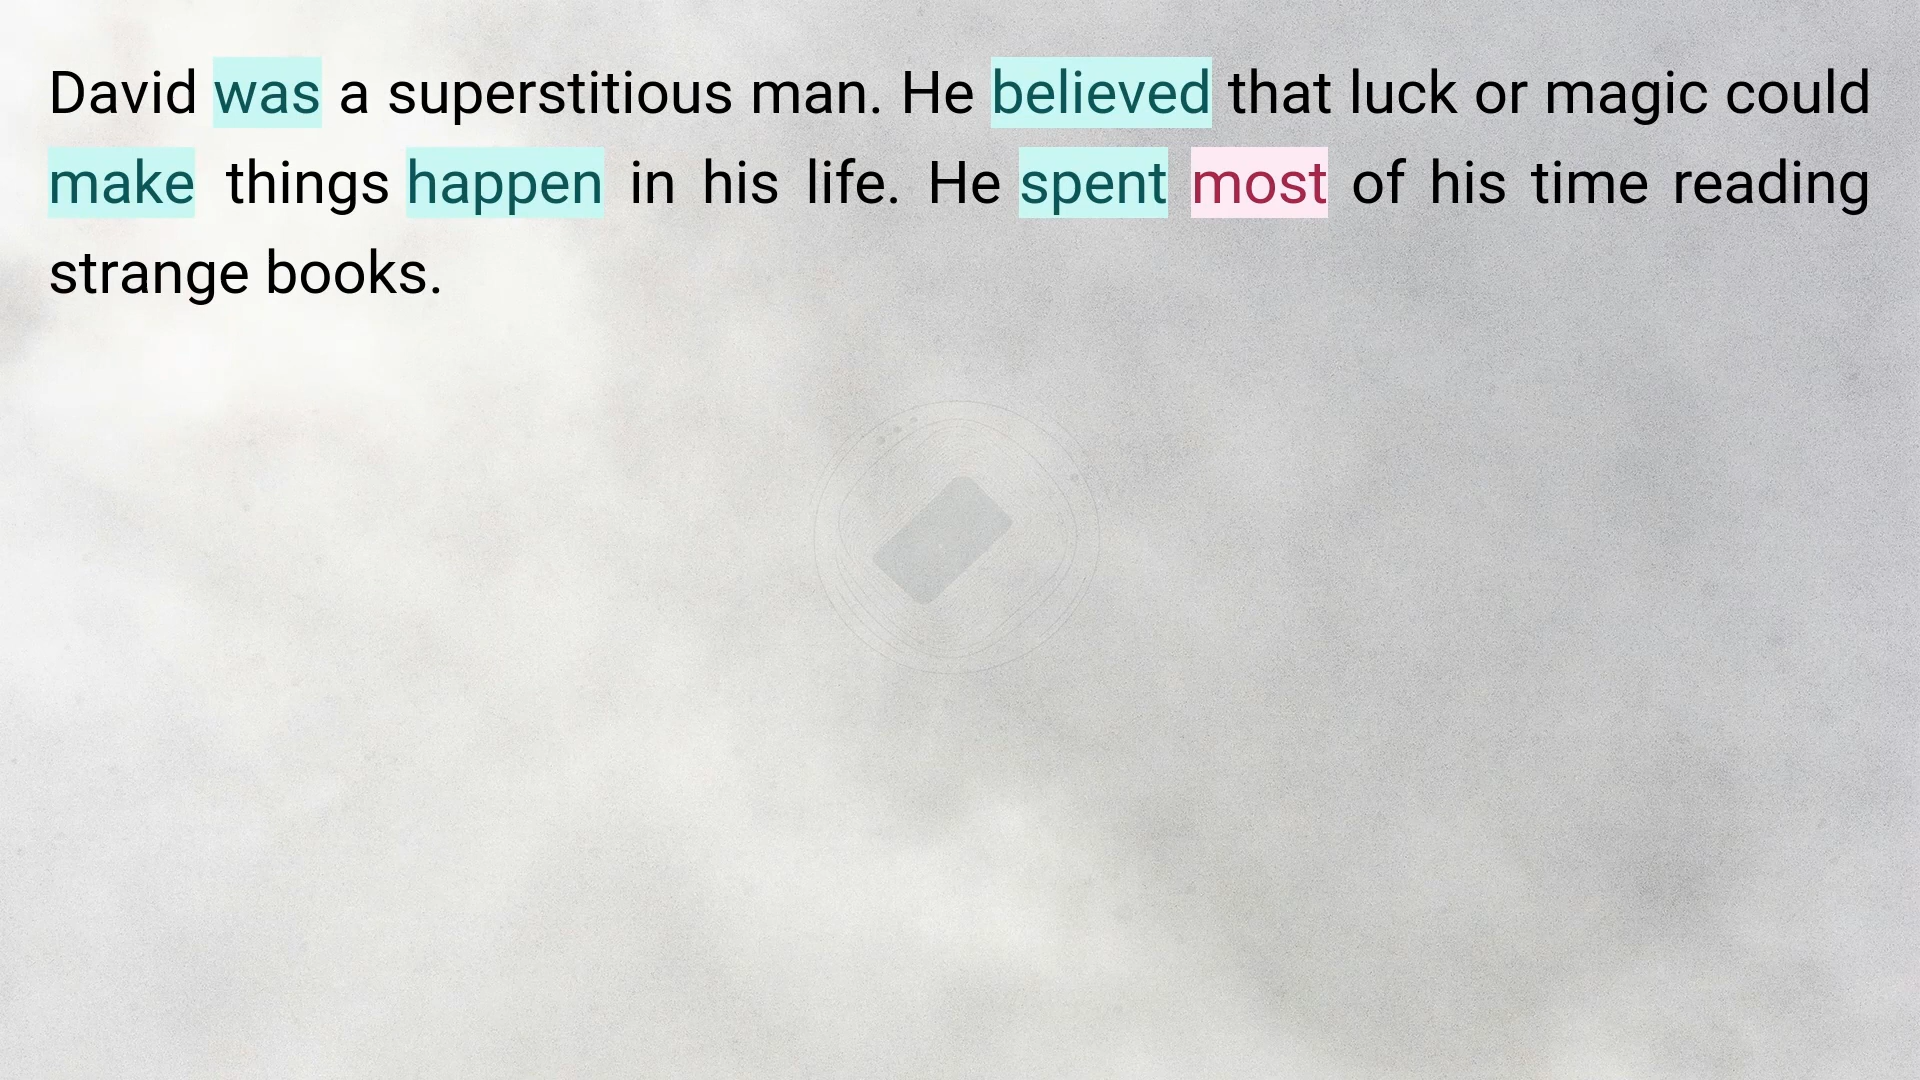 David was a superstitious man. He believed that luck or magic could
make things happen in his life. He spent most of his time reading
strange books.